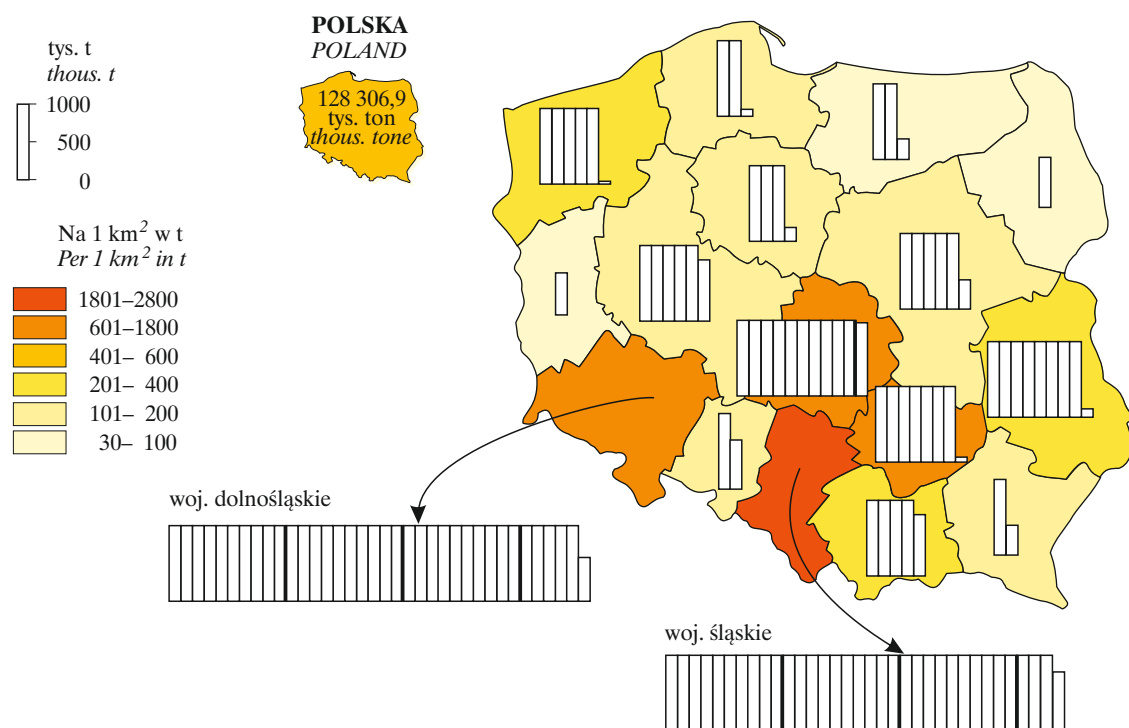 tys. t
thous. t
1000
500
0
POLSKA
POLAND
128 306,9
tys. ton
thous. tone
Na 1 km² w t
Per 1 km² in t
1801–2800
601–1800
401– 600
201– 400
101– 200
30– 100
woj. dolnośląskie
woj. śląskie